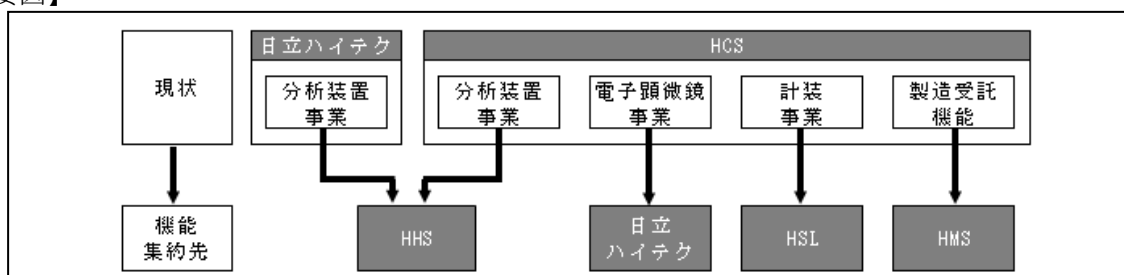 要図】
日立ハイテク
HCS
現状
分析装置
事業
分析装置
事業
電子顕微鏡
事業
計装
事業
製造受託
機能
機能
集約先
HHS
日立
ハイテク
HSL
HMS